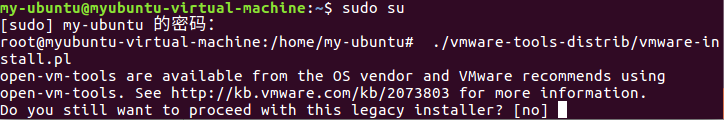 my-ubuntu@myubuntu-virtual-machine:~$ sudo su
[sudo] my-ubuntu 的密码：
root@myubuntu-virtual-machine:/home/my-ubuntu#  ./vmware-tools-distrib/vmware-in
stall.pl
open-vm-tools are available from the OS vendor and VMware recommends using
open-vm-tools. See http://kb.vmware.com/kb/2073803 for more information.
Do you still want to proceed with this legacy installer? [no]